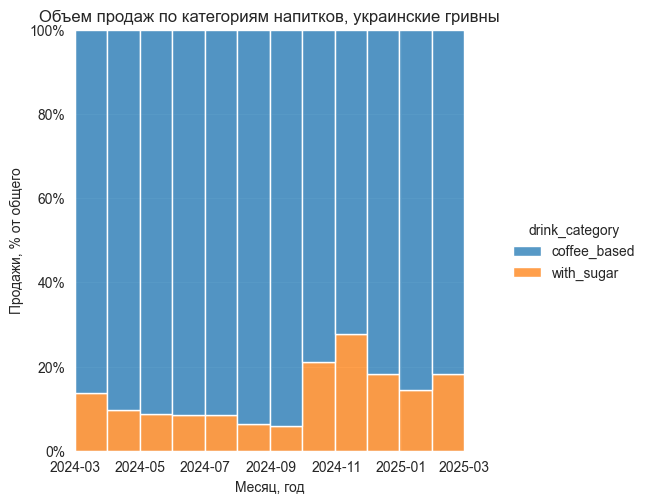 Объем продаж по категориям напитков, украинские гривны
100%
80%
60%
40%
20%
0%
Продажи, % от общего
2024-03 2024-05 2024-07 2024-09 2024-11 2025-01 2025-03
Месяц, год
drink_category
coffee_based
with_sugar